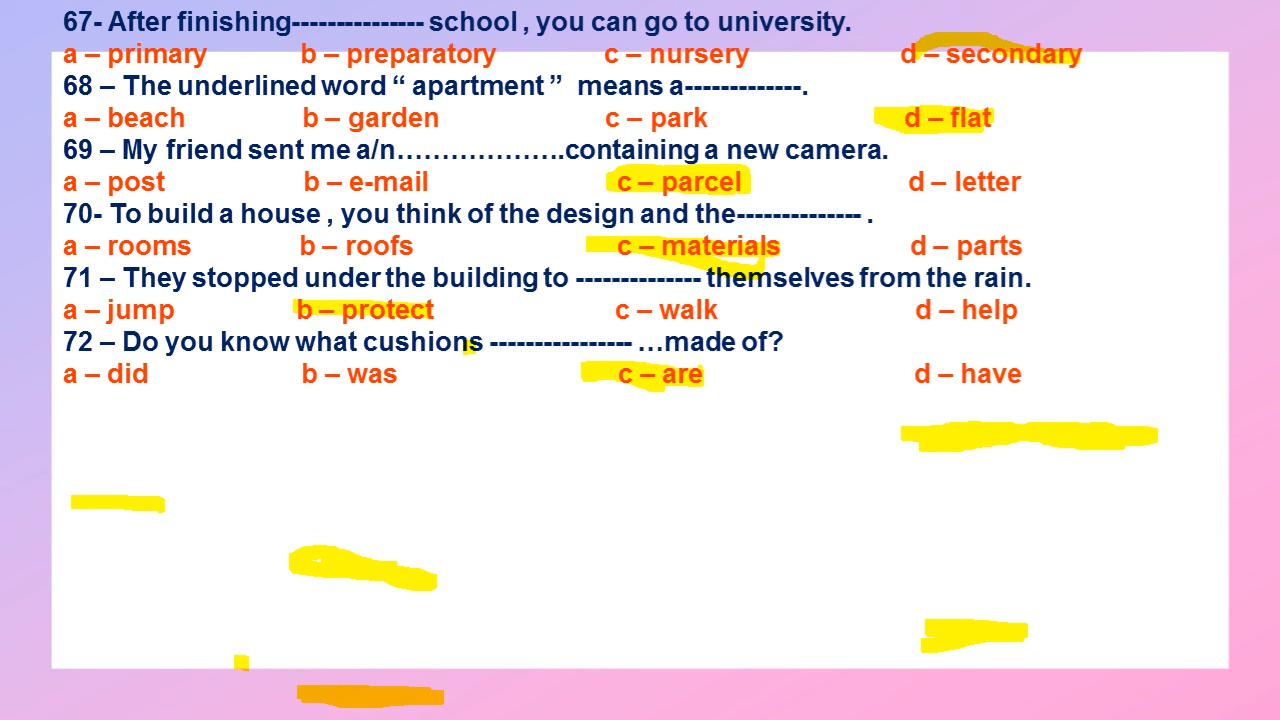 67- After finishing--------------- school , you can go to university.
a – primary b – preparatory c – nursery d – secondary
68 – The underlined word “ apartment ” means a-------------.
a – beach b – garden c – park d – flat
69 – My friend sent me a/n……………….containing a new camera.
a – post b – e-mail c – parcel d – letter
70- To build a house , you think of the design and the-------------- .
a – rooms b – roofs c – materials d – parts
71 – They stopped under the building to -------------- themselves from the rain.
a – jump b – protect c – walk d – help
72 – Do you know what cushions ---------------- …made of?
a – did b – was c – are d – have